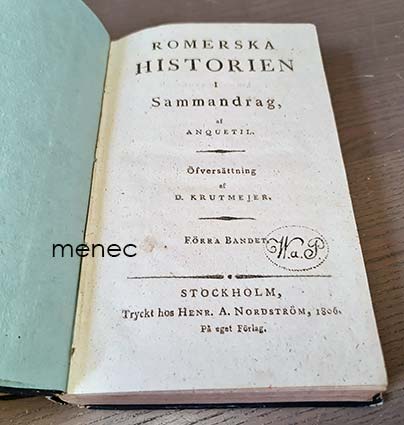 ROMERSKA
HISTORIEN
I
Sammandrag,
af
ANQUETIL.
Öfversättning
af
D. KRUTMEJER.
FÖRRA BANDET.
W.a.P
menec
STOCKHOLM,
Tryckt hos HENR. A. NORDSTRÖM, 1806.
På eget Förlag.